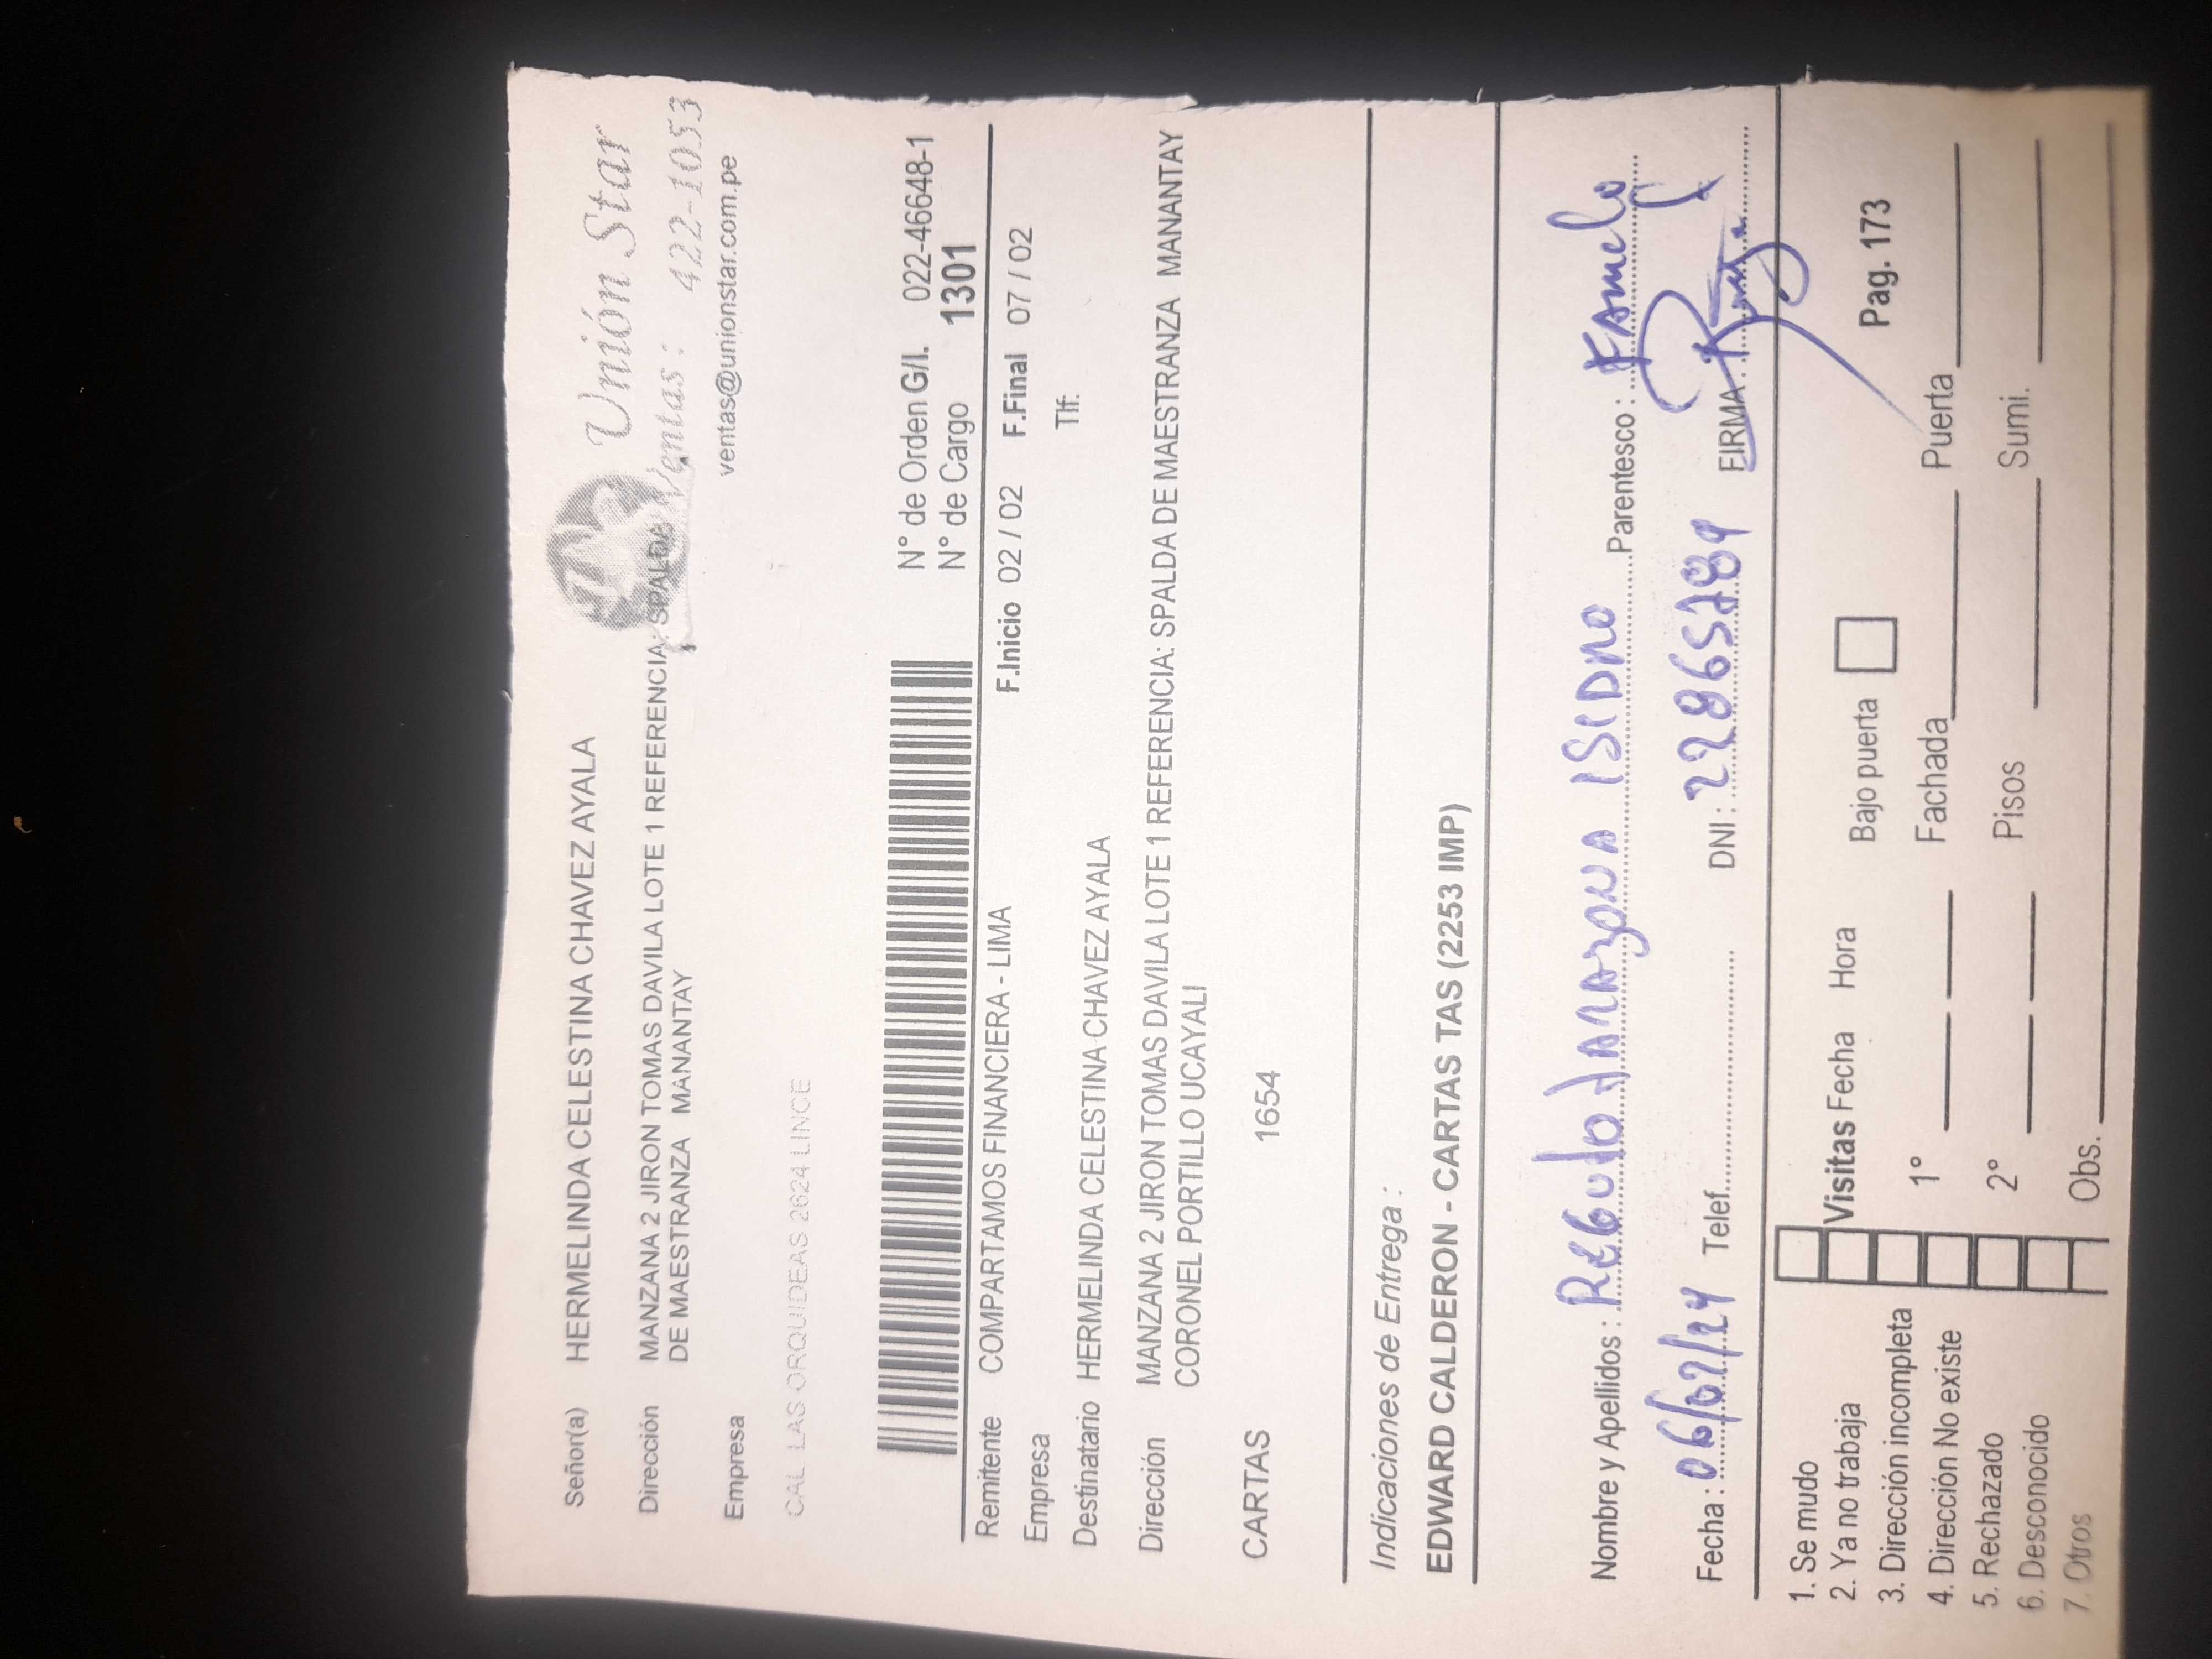 Unión Star
Ventas : 422-1053
ventas@unionstar.com.pe
Señor(a) HERMELINDA CELESTINA CHAVEZ AYALA
Dirección MANZANA 2 JIRON TOMAS DAVILA LOTE 1 REFERENCIA: SPALDA
DE MAESTRANZA MANANTAY
Empresa
CAL. LAS ORQUIDEAS 2624 LINCE
N° de Orden G/I. 022-46648-1
N° de Cargo 1301
Remitente COMPARTAMOS FINANCIERA - LIMA
F.Inicio 02 / 02 F.Final 07 / 02
Empresa
Tlf.
Destinatario HERMELINDA CELESTINA CHAVEZ AYALA
Dirección MANZANA 2 JIRON TOMAS DAVILA LOTE 1 REFERENCIA: SPALDA DE MAESTRANZA MANANTAY
CORONEL PORTILLO UCAYALI
CARTAS 1654
Indicaciones de Entrega :
EDWARD CALDERON - CARTAS TAS (2253 IMP)
Nombre y Apellidos : REGULO ISIDRO Parentesco :
Fecha : 06/02/24 Telef. DNI : 22865789 FIRMA :
1. Se mudo
2. Ya no trabaja
3. Dirección incompleta
4. Dirección No existe
5. Rechazado
6. Desconocido
7. Otros
Visitas Fecha Hora Bajo puerta Pag. 173
1° Fachada Puerta
2° Pisos Sumi.
Obs.